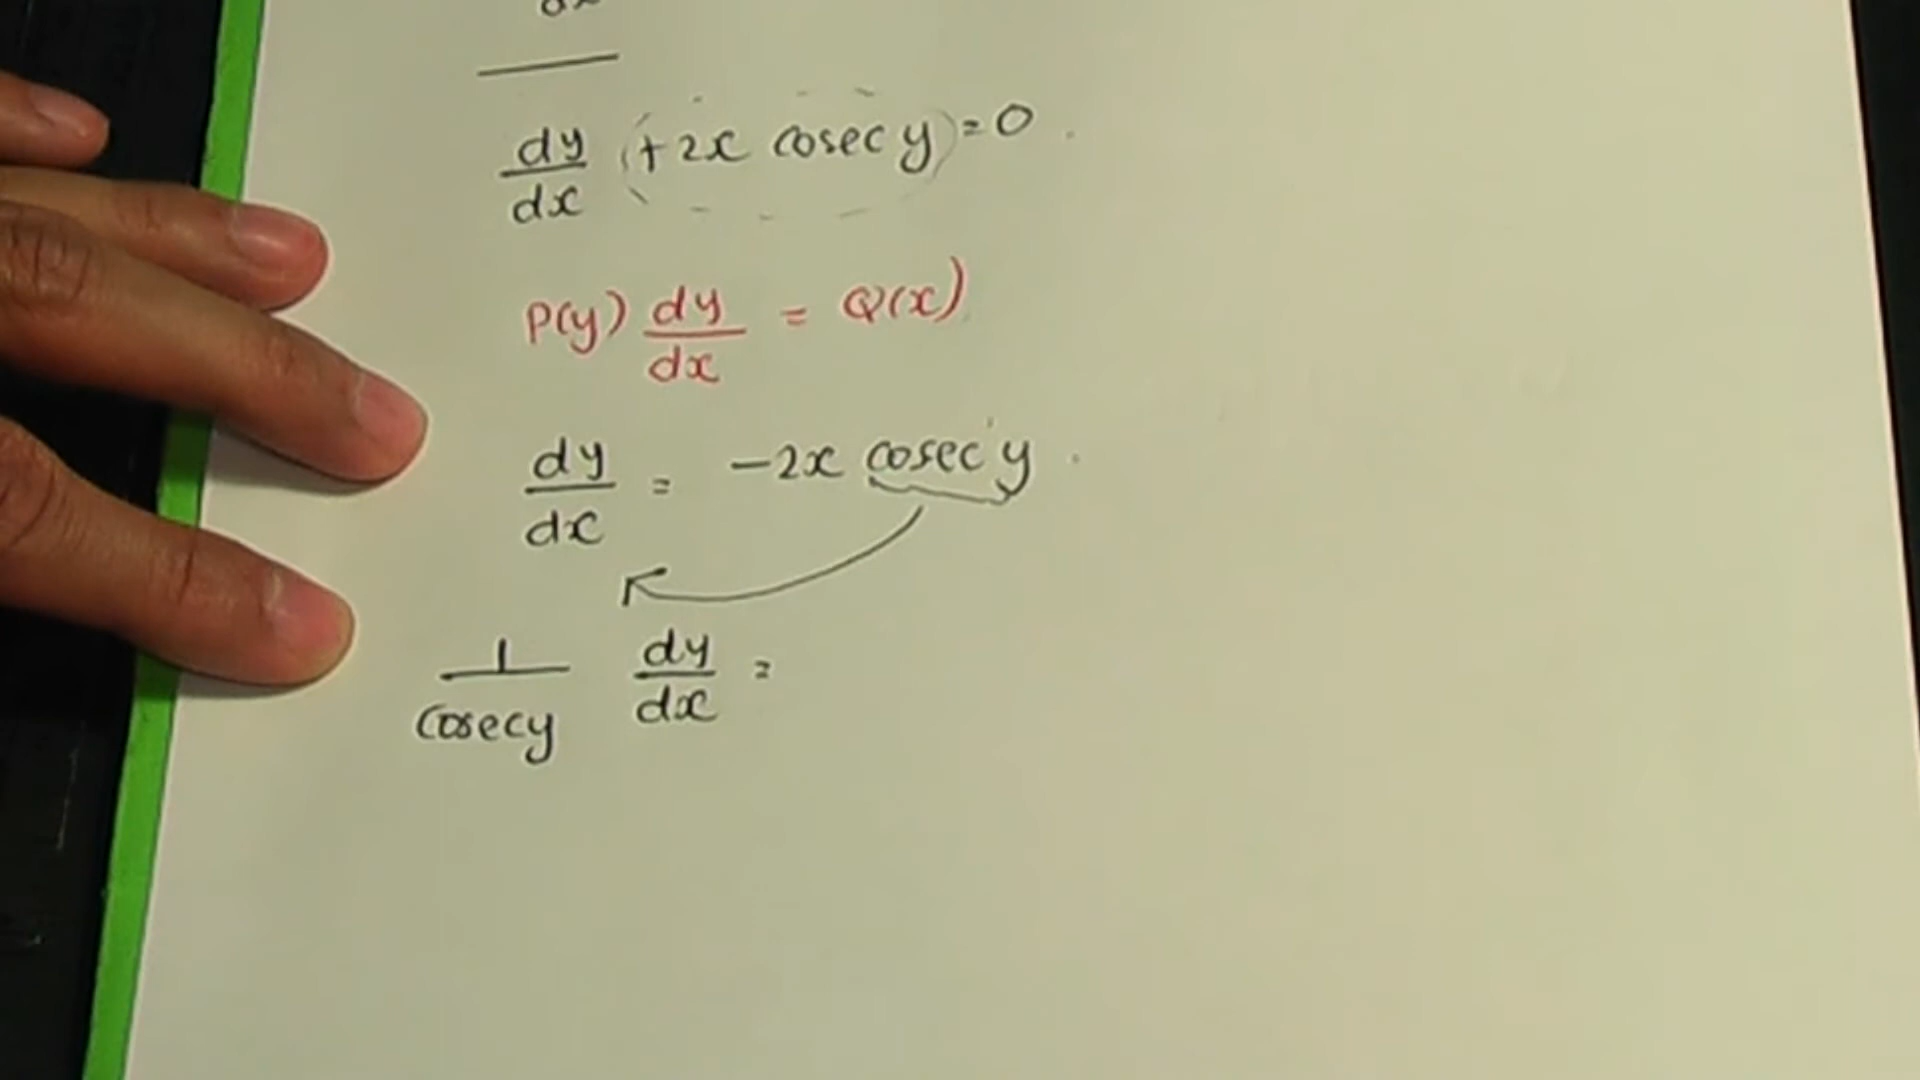 dy/dx (+2x cosec y) = 0
P(y) dy/dx = Q(x)
dy/dx = -2x cosec y
1/cosec y dy/dx =